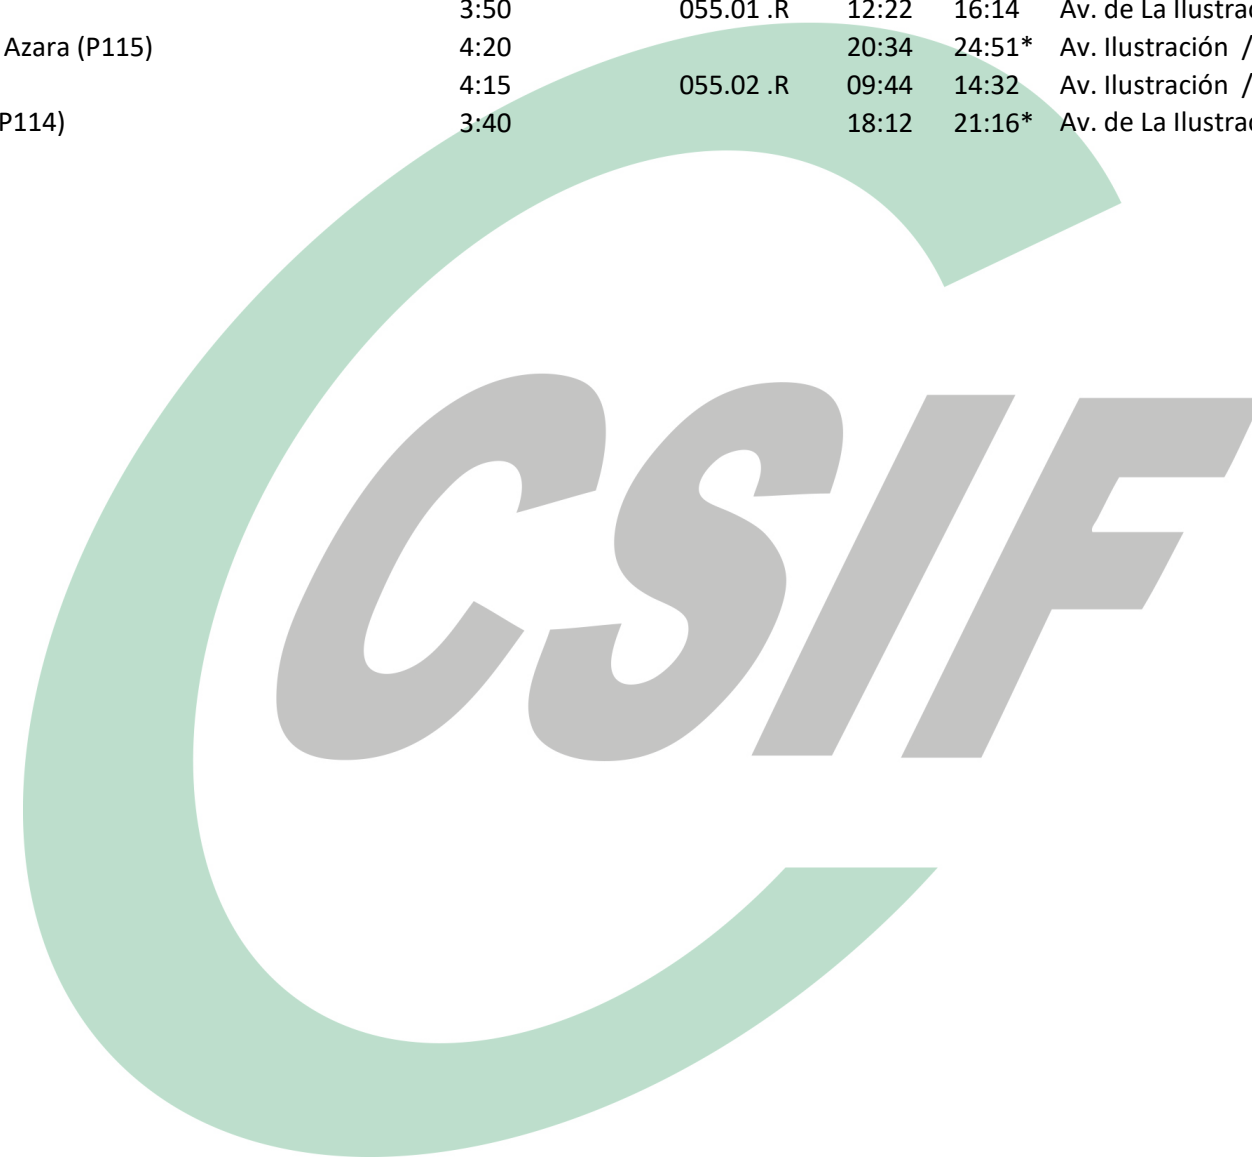 3:50 055.01 .R 12:22 16:14 Av. de La
Azara (P115) 4:20 20:34 24:51* Av. Ilustración /
4:15 055.02 .R 09:44 14:32 Av. Ilustración /
P114) 3:40 18:12 21:16* Av. de La
CSIF